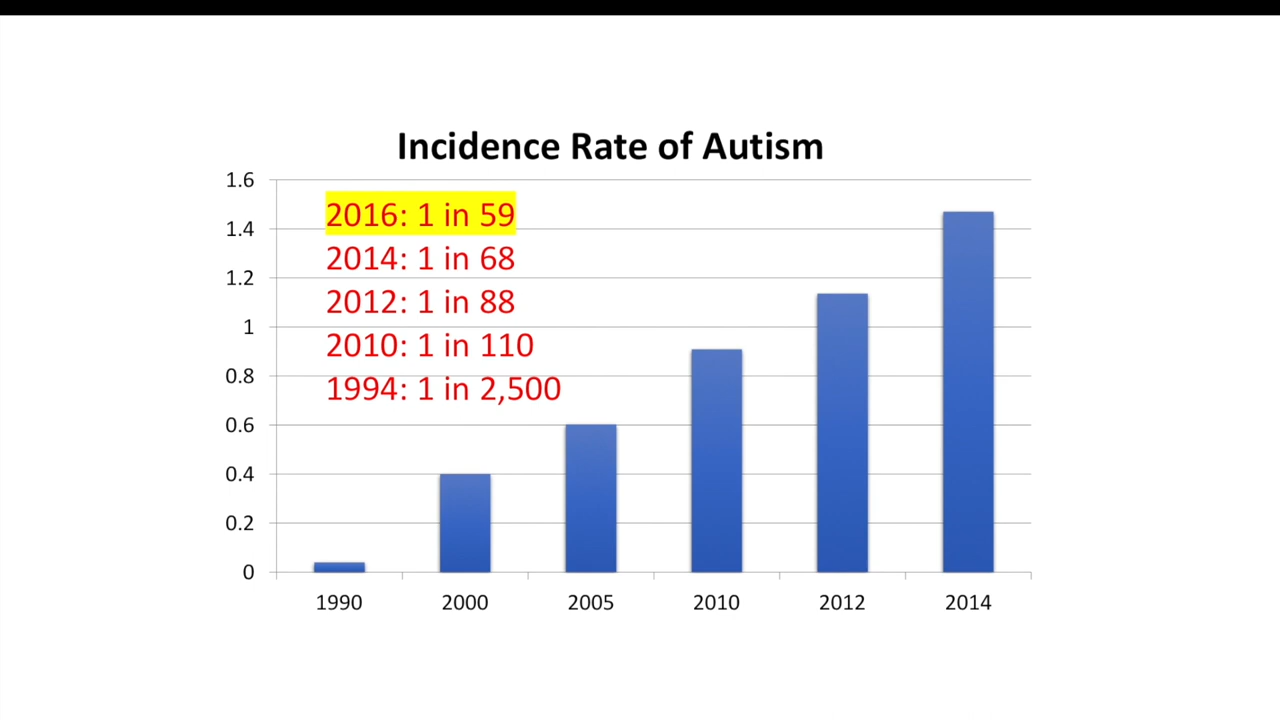 Incidence Rate of Autism
1.6
1.4
1.2
1
0.8
0.6
0.4
0.2
0
2016: 1 in 59
2014: 1 in 68
2012: 1 in 88
2010: 1 in 110
1994: 1 in 2,500
1990 2000 2005 2010 2012 2014